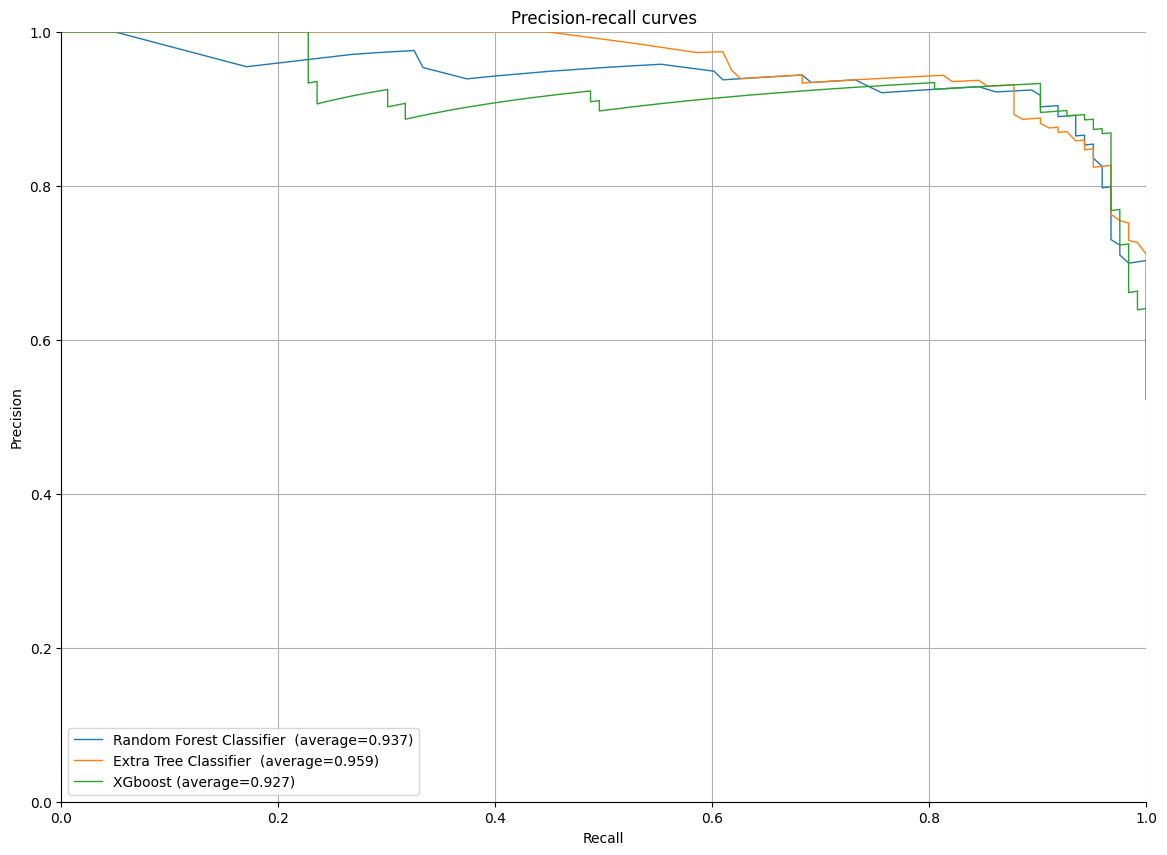 Precision-recall curves
1.0
0.8
0.6
0.4
0.2
0.0
Precision
Random Forest Classifier  (average=0.937)
Extra Tree Classifier  (average=0.959)
XGboost (average=0.927)
0.0 0.2 0.4 0.6 0.8 1.0
Recall